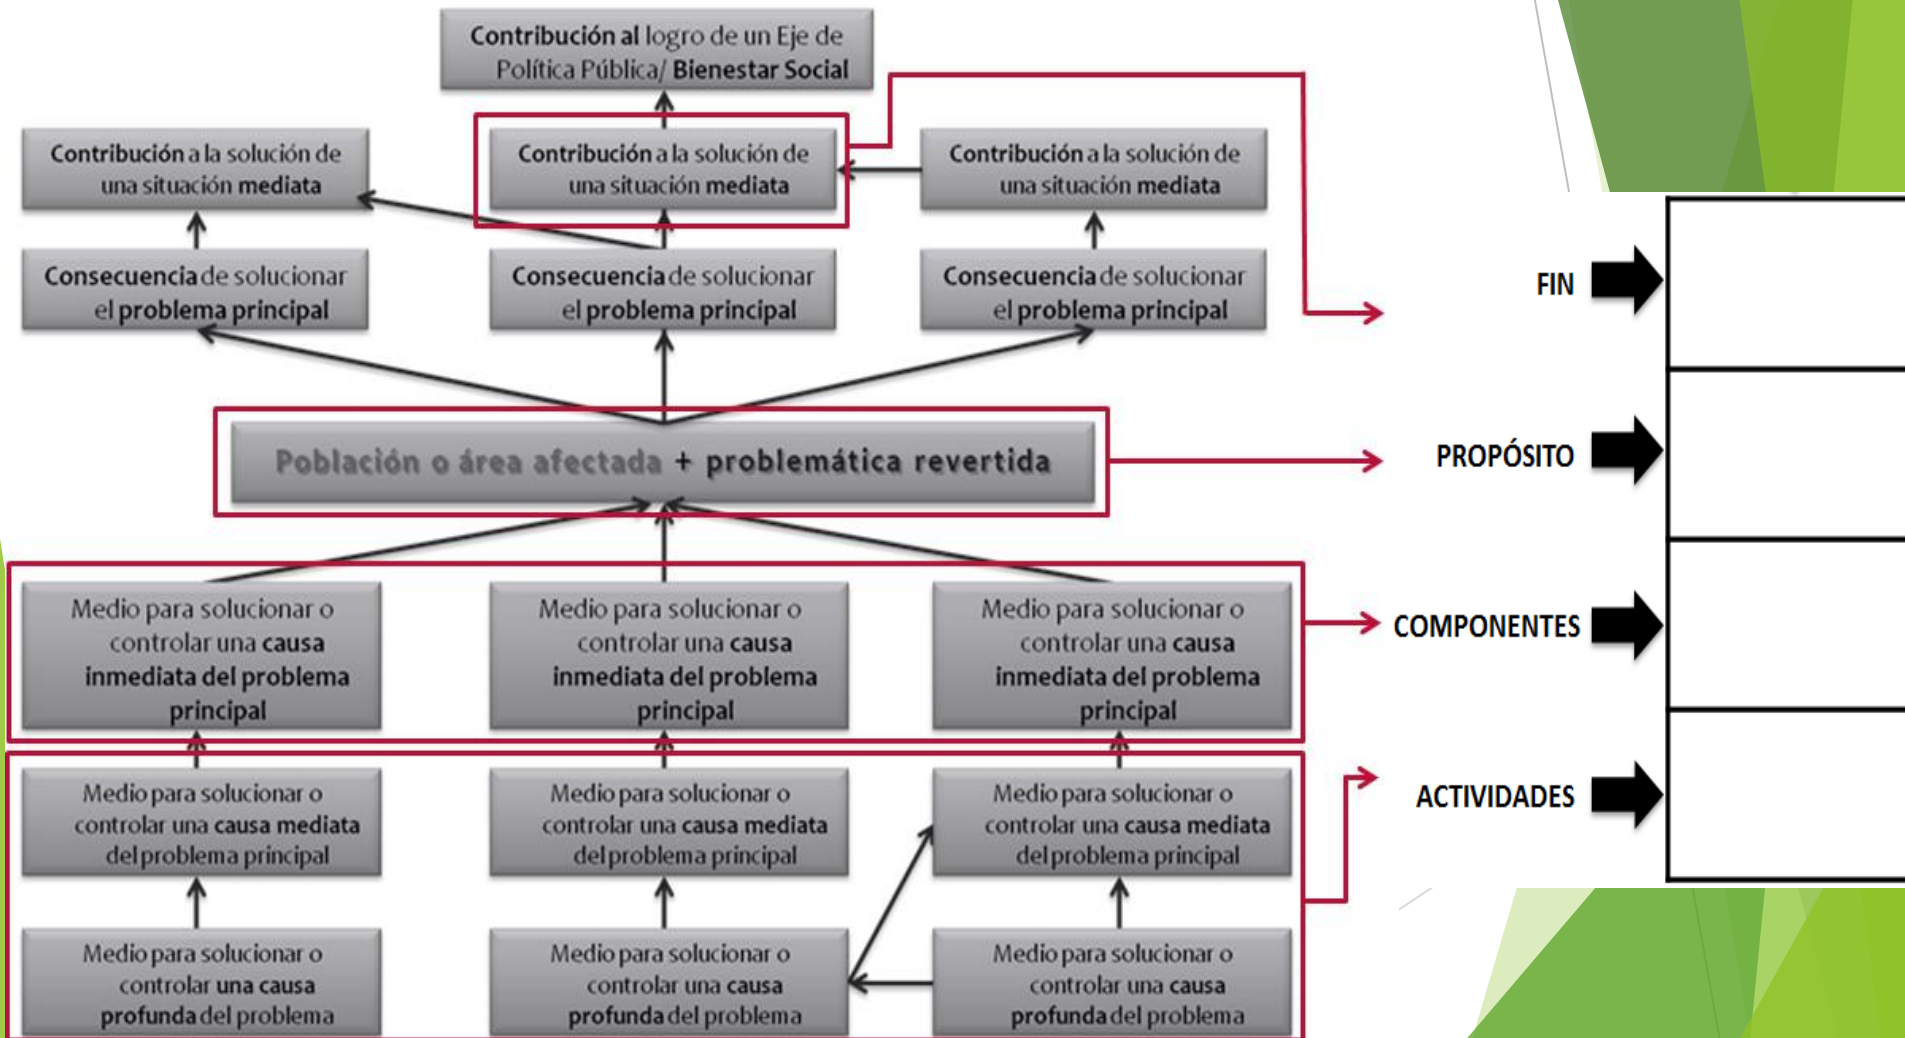 Contribución al logro de un Eje de
Política Pública/ Bienestar Social
Contribución a la solución de
una situación mediata
Contribución a la solución de
una situación mediata
Contribución a la solución de
una situación mediata
Consecuencia de solucionar
el problema principal
Consecuencia de solucionar
el problema principal
Consecuencia de solucionar
el problema principal
Población o área afectada + problemática revertida
Medio para solucionar o
controlar una causa
inmediata del problema
principal
Medio para solucionar o
controlar una causa
inmediata del problema
principal
Medio para solucionar o
controlar una causa
inmediata del problema
principal
Medio para solucionar o
controlar una causa mediata
del problema principal
Medio para solucionar o
controlar una causa mediata
del problema principal
Medio para solucionar o
controlar una causa mediata
del problema principal
Medio para solucionar o
controlar una causa
profunda del problema
Medio para solucionar o
controlar una causa
profunda del problema
Medio para solucionar o
controlar una causa
profunda del problema
FIN
PROPÓSITO
COMPONENTES
ACTIVIDADES